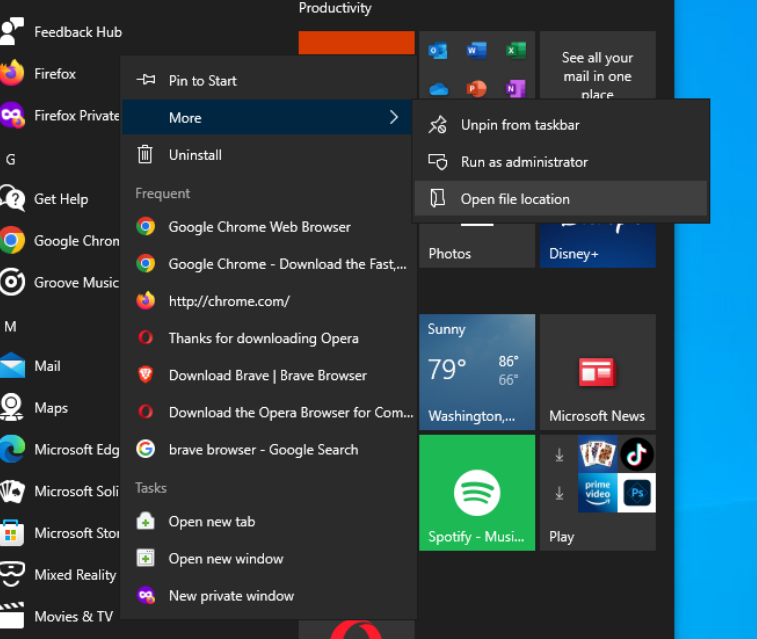 Productivity
Feedback Hub
Firefox
Firefox Private
G
Get Help
Google Chrom
Groove Music
M
Mail
Maps
Microsoft Edg
Microsoft Soli
Microsoft Stor
Mixed Reality
Movies & TV
Pin to Start
More
Uninstall
Frequent
Google Chrome Web Browser
Google Chrome - Download the Fast,...
http://chrome.com/
Thanks for downloading Opera
Download Brave | Brave Browser
Download the Opera Browser for Com...
brave browser - Google Search
Tasks
Open new tab
Open new window
New private window
See all your
mail in one
place
Unpin from taskbar
Run as administrator
Open file location
Photos
Disney+
Sunny
79°
86°
66°
Washington,...
Microsoft News
Spotify - Musi...
prime
video
Ps
Play